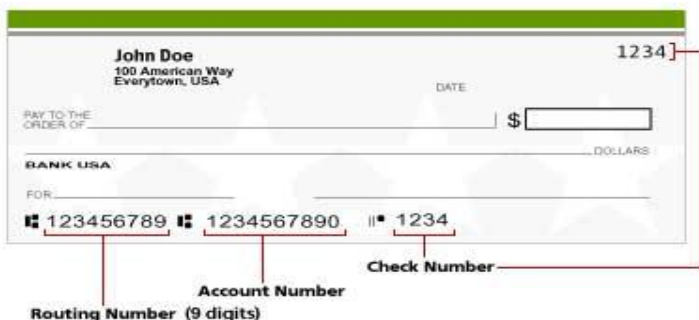 John Doe
1234
100 American Way
Everytown, USA
DATE
PAY TO THE
ORDER OF
$
DOLLARS
BANK USA
FOR
⑆ 123456789 ⑆ 1234567890 ⑈ 1234
Check Number
Account Number
Routing Number (9 digits)